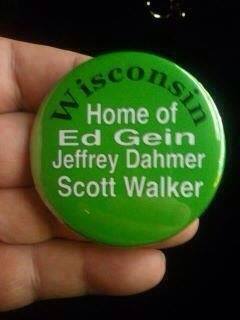 Wisconsin
Home of
Ed Gein
Jeffrey Dahmer
Scott Walker